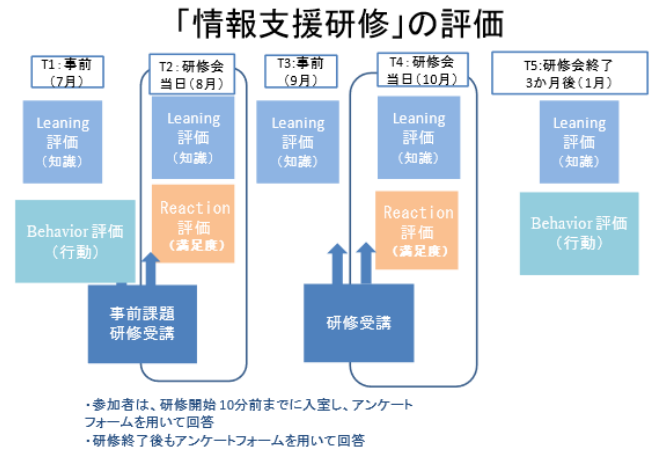 「情報支援研修」の評価
T1:事前
(7月)
T2:研修会
当日(8月)
T3:事前
(9月)
T4:研修会
当日(10月)
T5:研修会終了
3か月後(1月)
Leaning
評価
(知識)
Leaning
評価
(知識)
Leaning
評価
(知識)
Leaning
評価
(知識)
Leaning
評価
(知識)
Behavior 評価
(行動)
Reaction
評価
(満足度)
Reaction
評価
(満足度)
Behavior 評価
(行動)
事前課題
研修受講
研修受講
・参加者は、研修開始 10分前までに入室し、アンケート
フォームを用いて回答
・研修終了後もアンケートフォームを用いて回答